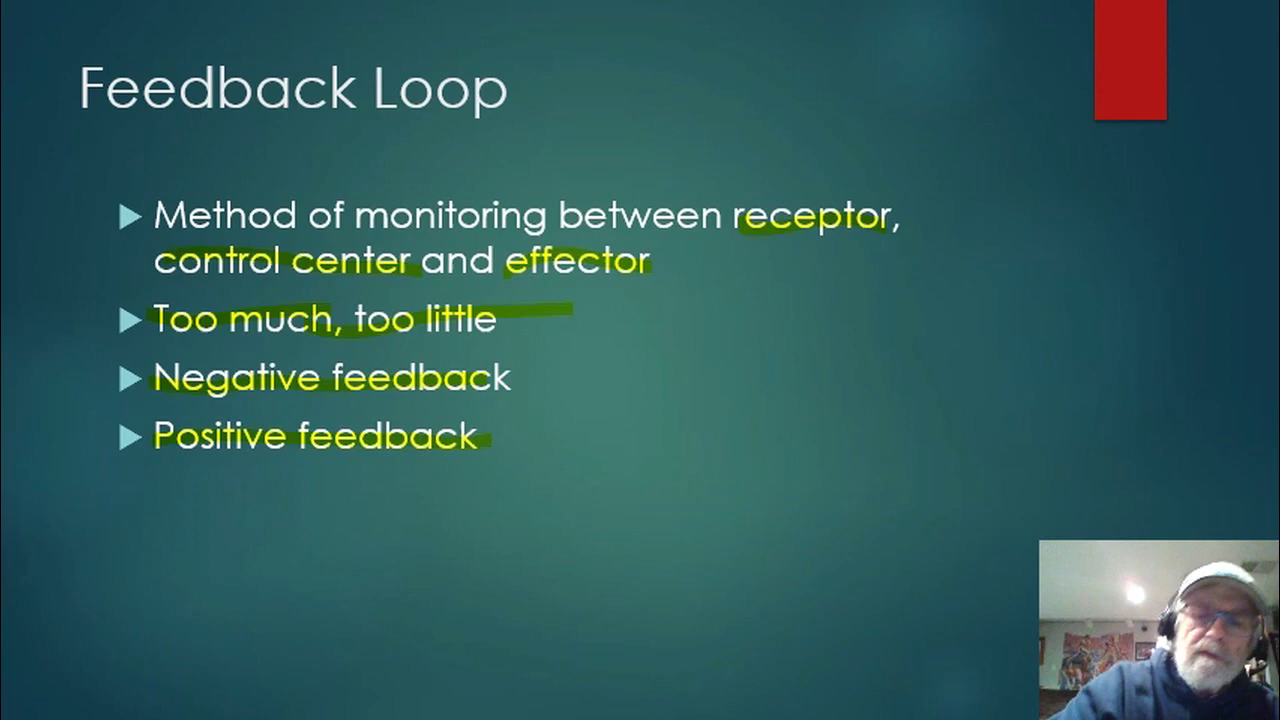 Feedback Loop
Method of monitoring between receptor,
control center and effector
Too much, too little
Negative feedback
Positive feedback